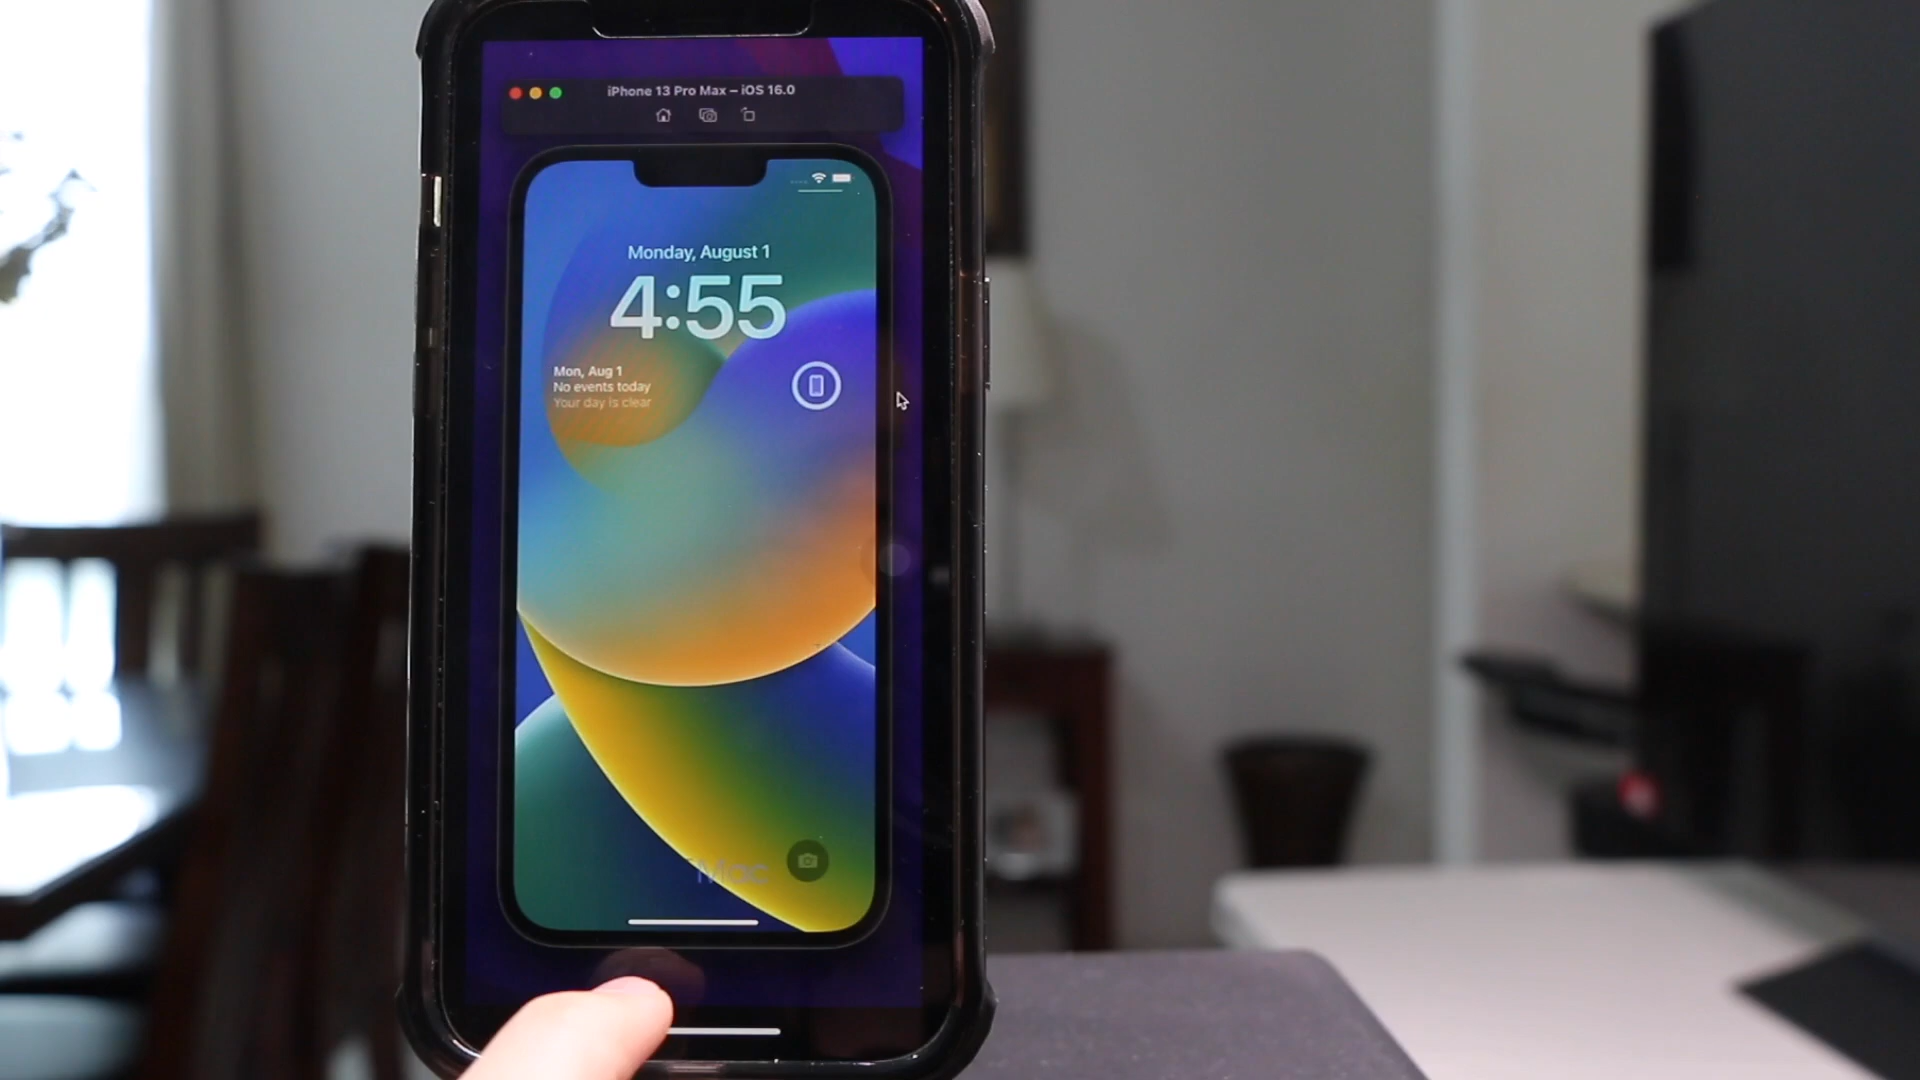 iPhone 13 Pro Max – iOS 16.0
Monday, August 1
4:55
Mon, Aug 1
No events today
Your day is clear
iMac